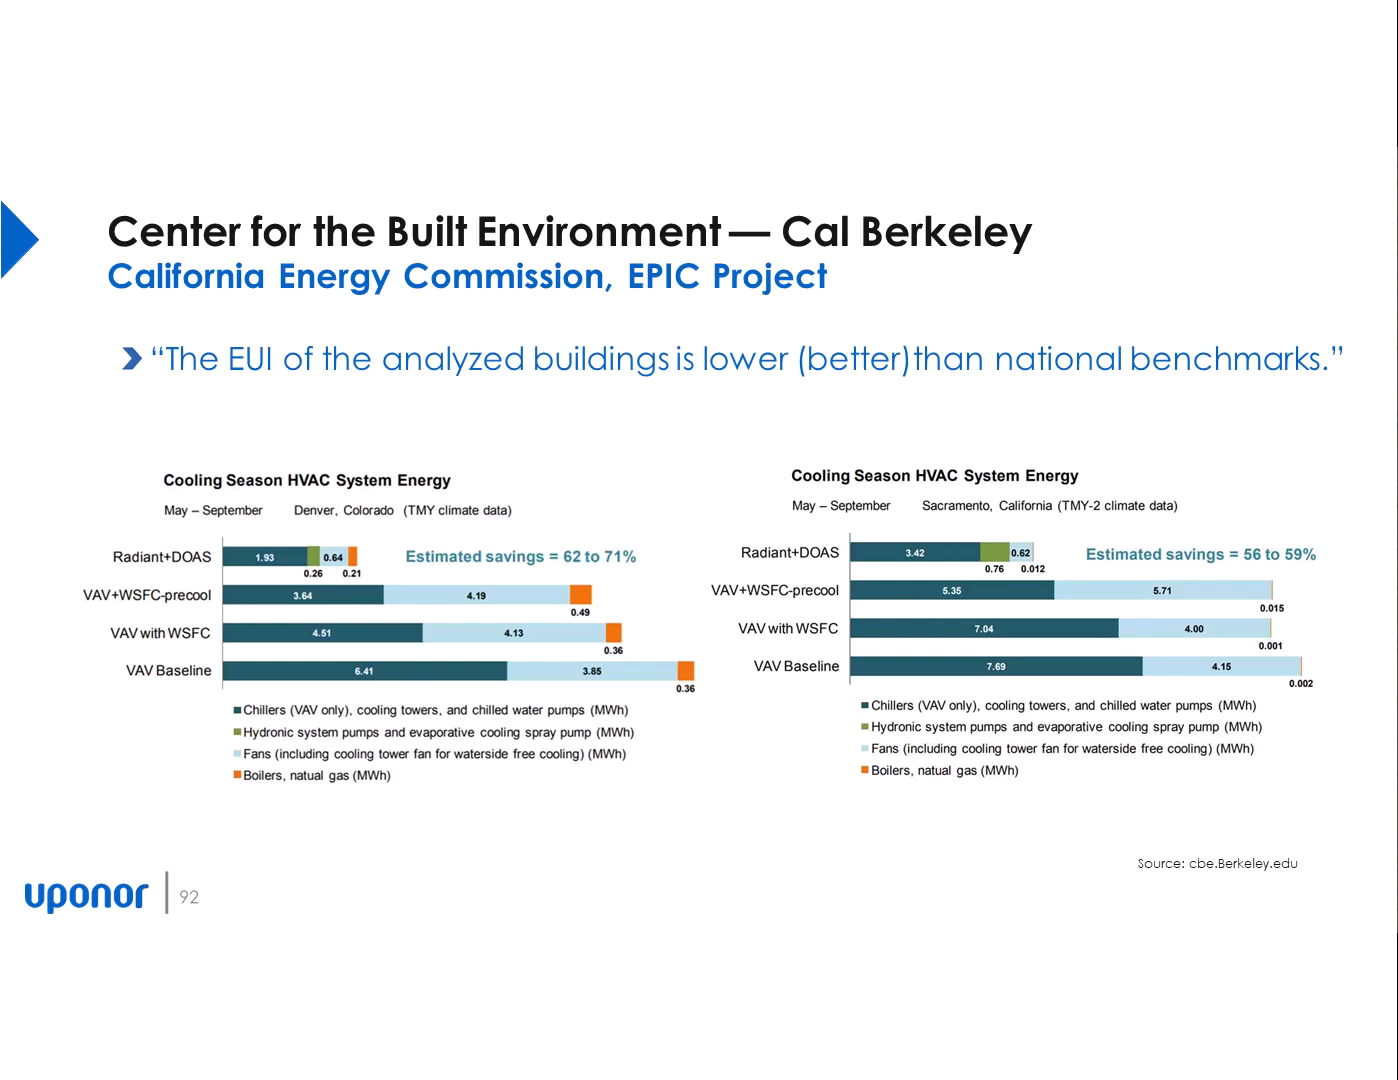 Center for the Built Environment — Cal Berkeley
California Energy Commission, EPIC Project
“The EUI of the analyzed buildings is lower (better) than national benchmarks.”
Cooling Season HVAC System Energy
May – September Denver, Colorado (TMY climate data)
Estimated savings = 62 to 71%
Radiant+DOAS 1.93 0.64
0.26 0.21
VAV+WSFC-precool 3.64 4.19
0.49
VAV with WSFC 4.51 4.13
0.36
VAV Baseline 6.41 3.85
0.36
Chillers (VAV only), cooling towers, and chilled water pumps (MWh)
Hydronic system pumps and evaporative cooling spray pump (MWh)
Fans (including cooling tower fan for waterside free cooling) (MWh)
Boilers, natual gas (MWh)
Cooling Season HVAC System Energy
May – September Sacramento, California (TMY-2 climate data)
Estimated savings = 56 to 59%
Radiant+DOAS 3.42 0.62
0.76 0.012
VAV+WSFC-precool 5.35 5.71
0.015
VAV with WSFC 7.04 4.00
0.001
VAV Baseline 7.69 4.15
0.002
Chillers (VAV only), cooling towers, and chilled water pumps (MWh)
Hydronic system pumps and evaporative cooling spray pump (MWh)
Fans (including cooling tower fan for waterside free cooling) (MWh)
Boilers, natual gas (MWh)
Source: cbe.Berkeley.edu
uponor 92